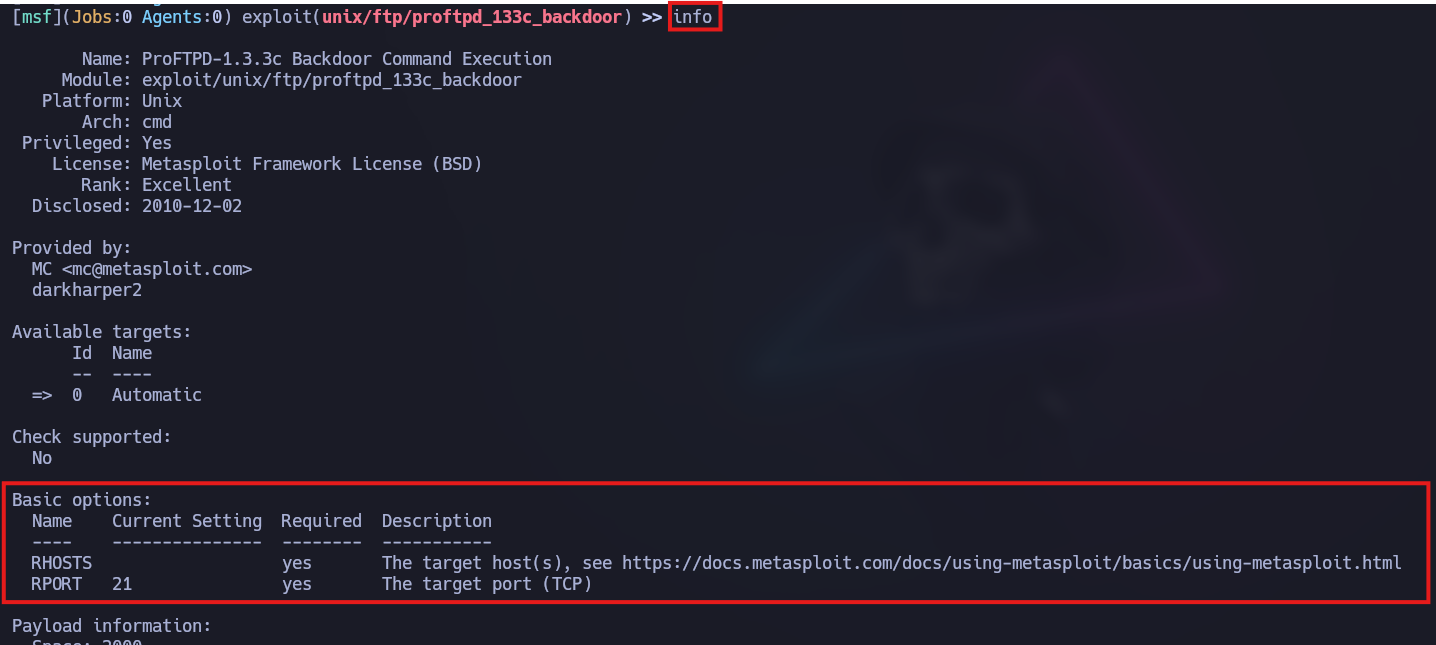 [msf](Jobs:0 Agents:0) exploit(unix/ftp/proftpd_133c_backdoor) >> info
Name: ProFTPD-1.3.3c Backdoor Command Execution
Module: exploit/unix/ftp/proftpd_133c_backdoor
Platform: Unix
Arch: cmd
Privileged: Yes
License: Metasploit Framework License (BSD)
Rank: Excellent
Disclosed: 2010-12-02
Provided by:
MC <mc@metasploit.com>
darkharper2
Available targets:
Id  Name
--  ----
=>  0   Automatic
Check supported:
No
Basic options:
Name    Current Setting  Required  Description
----    ---------------  --------  -----------
RHOSTS                   yes       The target host(s), see https://docs.metasploit.com/docs/using-metasploit/basics/using-metasploit.html
RPORT   21               yes       The target port (TCP)
Payload information:
Space: 2000